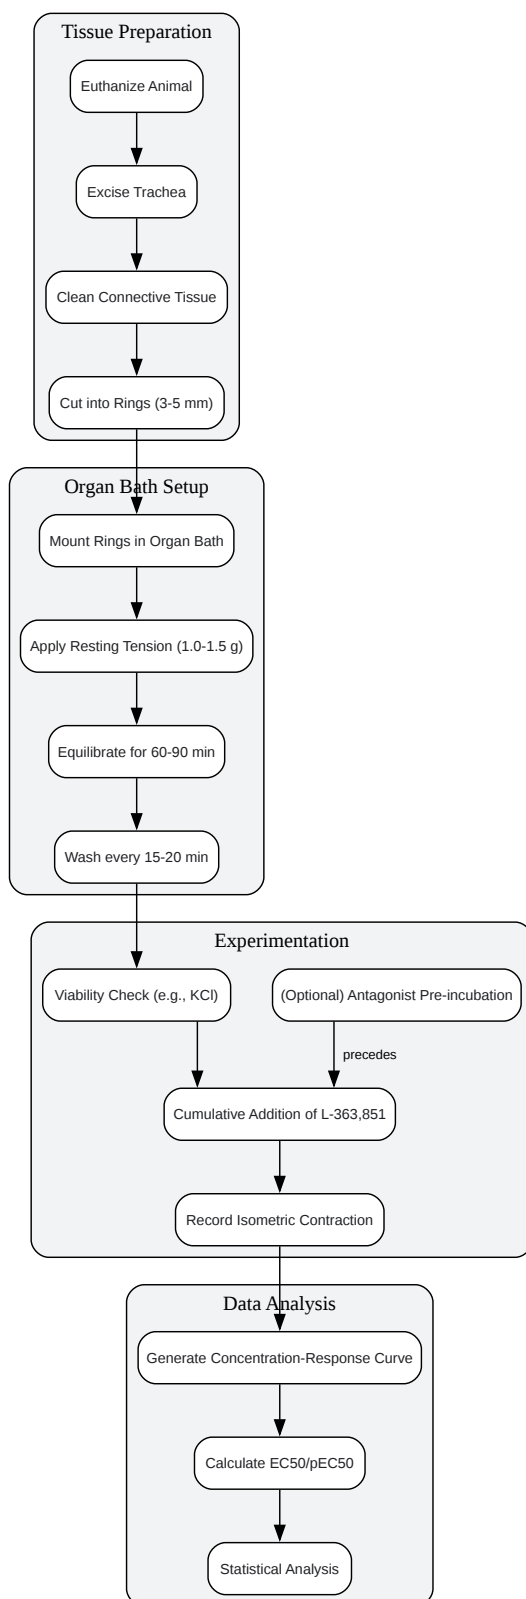 Tissue Preparation
Euthanize Animal
Excise Trachea
Clean Connective Tissue
Cut into Rings (3-5 mm)
Organ Bath Setup
Mount Rings in Organ Bath
Apply Resting Tension (1.0-1.5 g)
Equilibrate for 60-90 min
Wash every 15-20 min
Experimentation
Viability Check (e.g., KCl)
(Optional) Antagonist Pre-incubation
precedes
Cumulative Addition of L-363,851
Record Isometric Contraction
Data Analysis
Generate Concentration-Response Curve
Calculate EC50/pEC50
Statistical Analysis